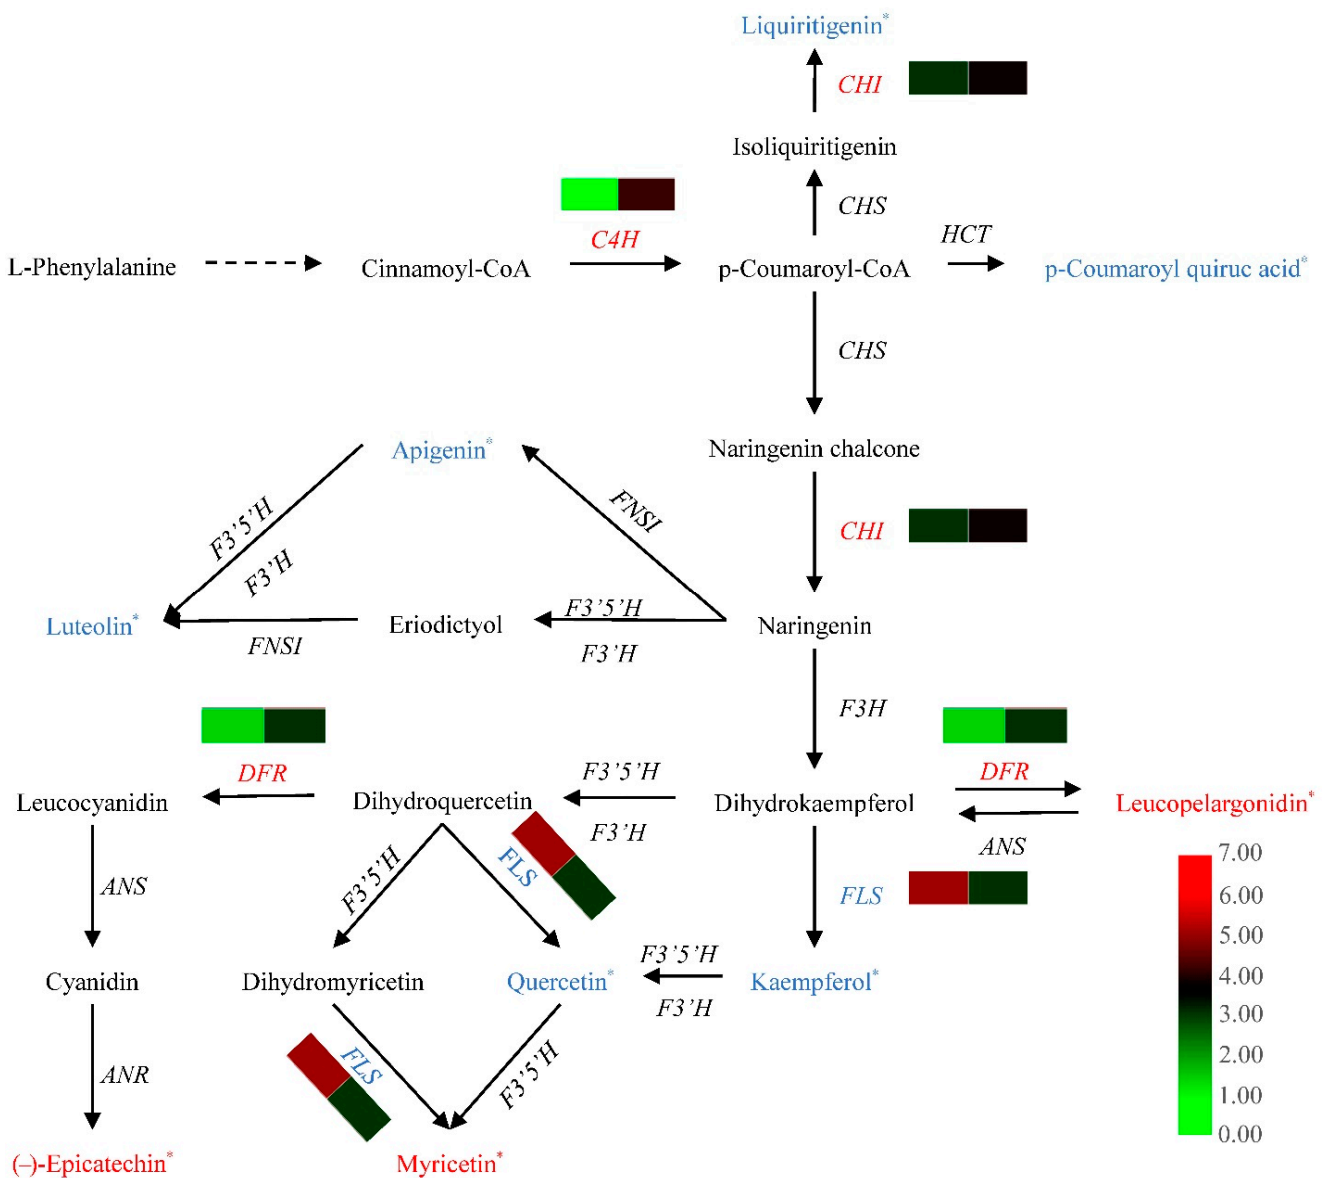 Liquiritigenin*
CHI
Isoliquiritigenin
CHS
C4H
HCT
L-Phenylalanine
Cinnamoyl-CoA
p-Coumaroyl-CoA
p-Coumaroyl quiruc acid*
CHS
Apigenin*
Naringenin chalcone
F3’5’H
F3’H
FNSI
CHI
Luteolin*
FNSI
Eriodictyol
F3’5’H
F3’H
Naringenin
F3H
DFR
F3’5’H
DFR
Leucocyanidin
Dihydroquercetin
F3’H
Dihydrokaempferol
Leucopelargonidin*
ANS
ANS
F3’5’H
FLS
FLS
7.00
6.00
5.00
4.00
3.00
2.00
1.00
0.00
F3’5’H
F3’H
Cyanidin
Dihydromyricetin
Quercetin*
Kaempferol*
ANR
FLS
F3’5’H
(–)-Epicatechin*
Myricetin*